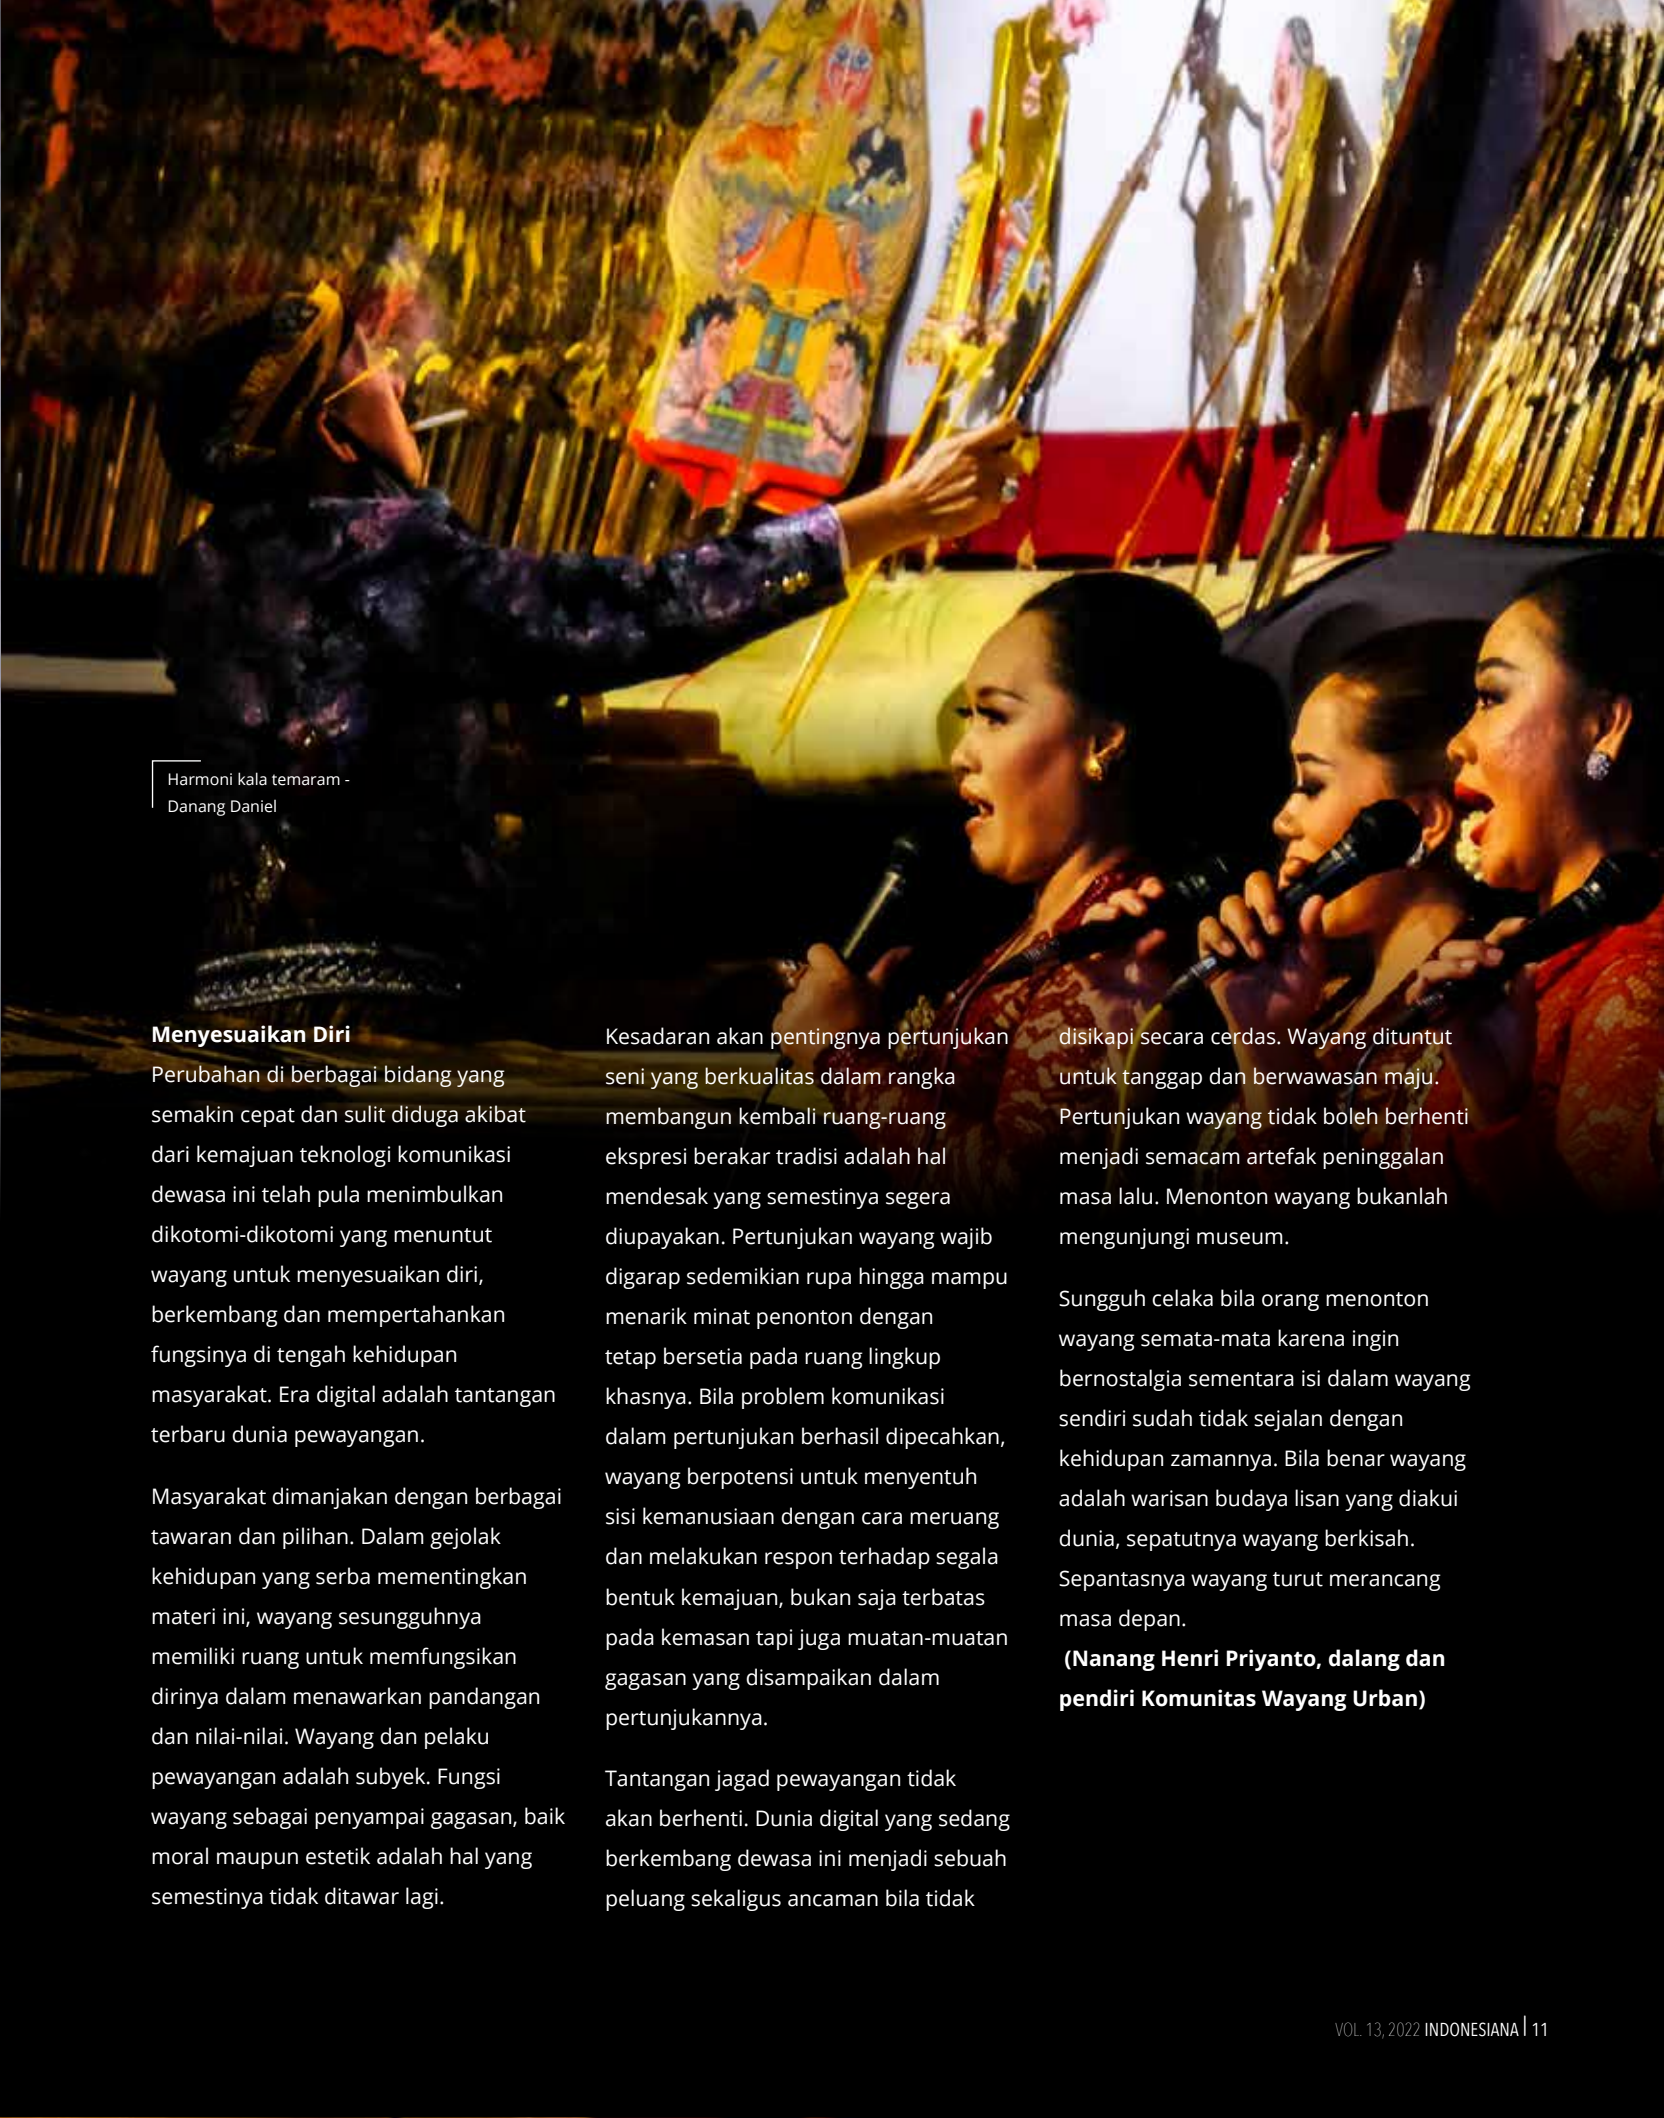 Harmoni kala temaram -
Danang Daniel
Menyesuaikan Diri
Perubahan di berbagai bidang yang
semakin cepat dan sulit diduga akibat
dari kemajuan teknologi komunikasi
dewasa ini telah pula menimbulkan
dikotomi-dikotomi yang menuntut
wayang untuk menyesuaikan diri,
berkembang dan mempertahankan
fungsinya di tengah kehidupan
masyarakat. Era digital adalah tantangan
terbaru dunia pewayangan.
Masyarakat dimanjakan dengan berbagai
tawaran dan pilihan. Dalam gejolak
kehidupan yang serba mementingkan
materi ini, wayang sesungguhnya
memiliki ruang untuk memfungsikan
dirinya dalam menawarkan pandangan
dan nilai-nilai. Wayang dan pelaku
pewayangan adalah subyek. Fungsi
wayang sebagai penyampai gagasan, baik
moral maupun estetik adalah hal yang
semestinya tidak ditawar lagi.
Kesadaran akan pentingnya pertunjukan
seni yang berkualitas dalam rangka
membangun kembali ruang-ruang
ekspresi berakar tradisi adalah hal
mendesak yang semestinya segera
diupayakan. Pertunjukan wayang wajib
digarap sedemikian rupa hingga mampu
menarik minat penonton dengan
tetap bersetia pada ruang lingkup
khasnya. Bila problem komunikasi
dalam pertunjukan berhasil dipecahkan,
wayang berpotensi untuk menyentuh
sisi kemanusiaan dengan cara meruang
dan melakukan respon terhadap segala
bentuk kemajuan, bukan saja terbatas
pada kemasan tapi juga muatan-muatan
gagasan yang disampaikan dalam
pertunjukannya.
Tantangan jagad pewayangan tidak
akan berhenti. Dunia digital yang sedang
berkembang dewasa ini menjadi sebuah
peluang sekaligus ancaman bila tidak
disikapi secara cerdas. Wayang dituntut
untuk tanggap dan berwawasan maju.
Pertunjukan wayang tidak boleh berhenti
menjadi semacam artefak peninggalan
masa lalu. Menonton wayang bukanlah
mengunjungi museum.
Sungguh celaka bila orang menonton
wayang semata-mata karena ingin
bernostalgia sementara isi dalam wayang
sendiri sudah tidak sejalan dengan
kehidupan zamannya. Bila benar wayang
adalah warisan budaya lisan yang diakui
dunia, sepatutnya wayang berkisah.
Sepantasnya wayang turut merancang
masa depan.
(Nanang Henri Priyanto, dalang dan
pendiri Komunitas Wayang Urban)
VOL. 13, 2022 INDONESIANA | 11